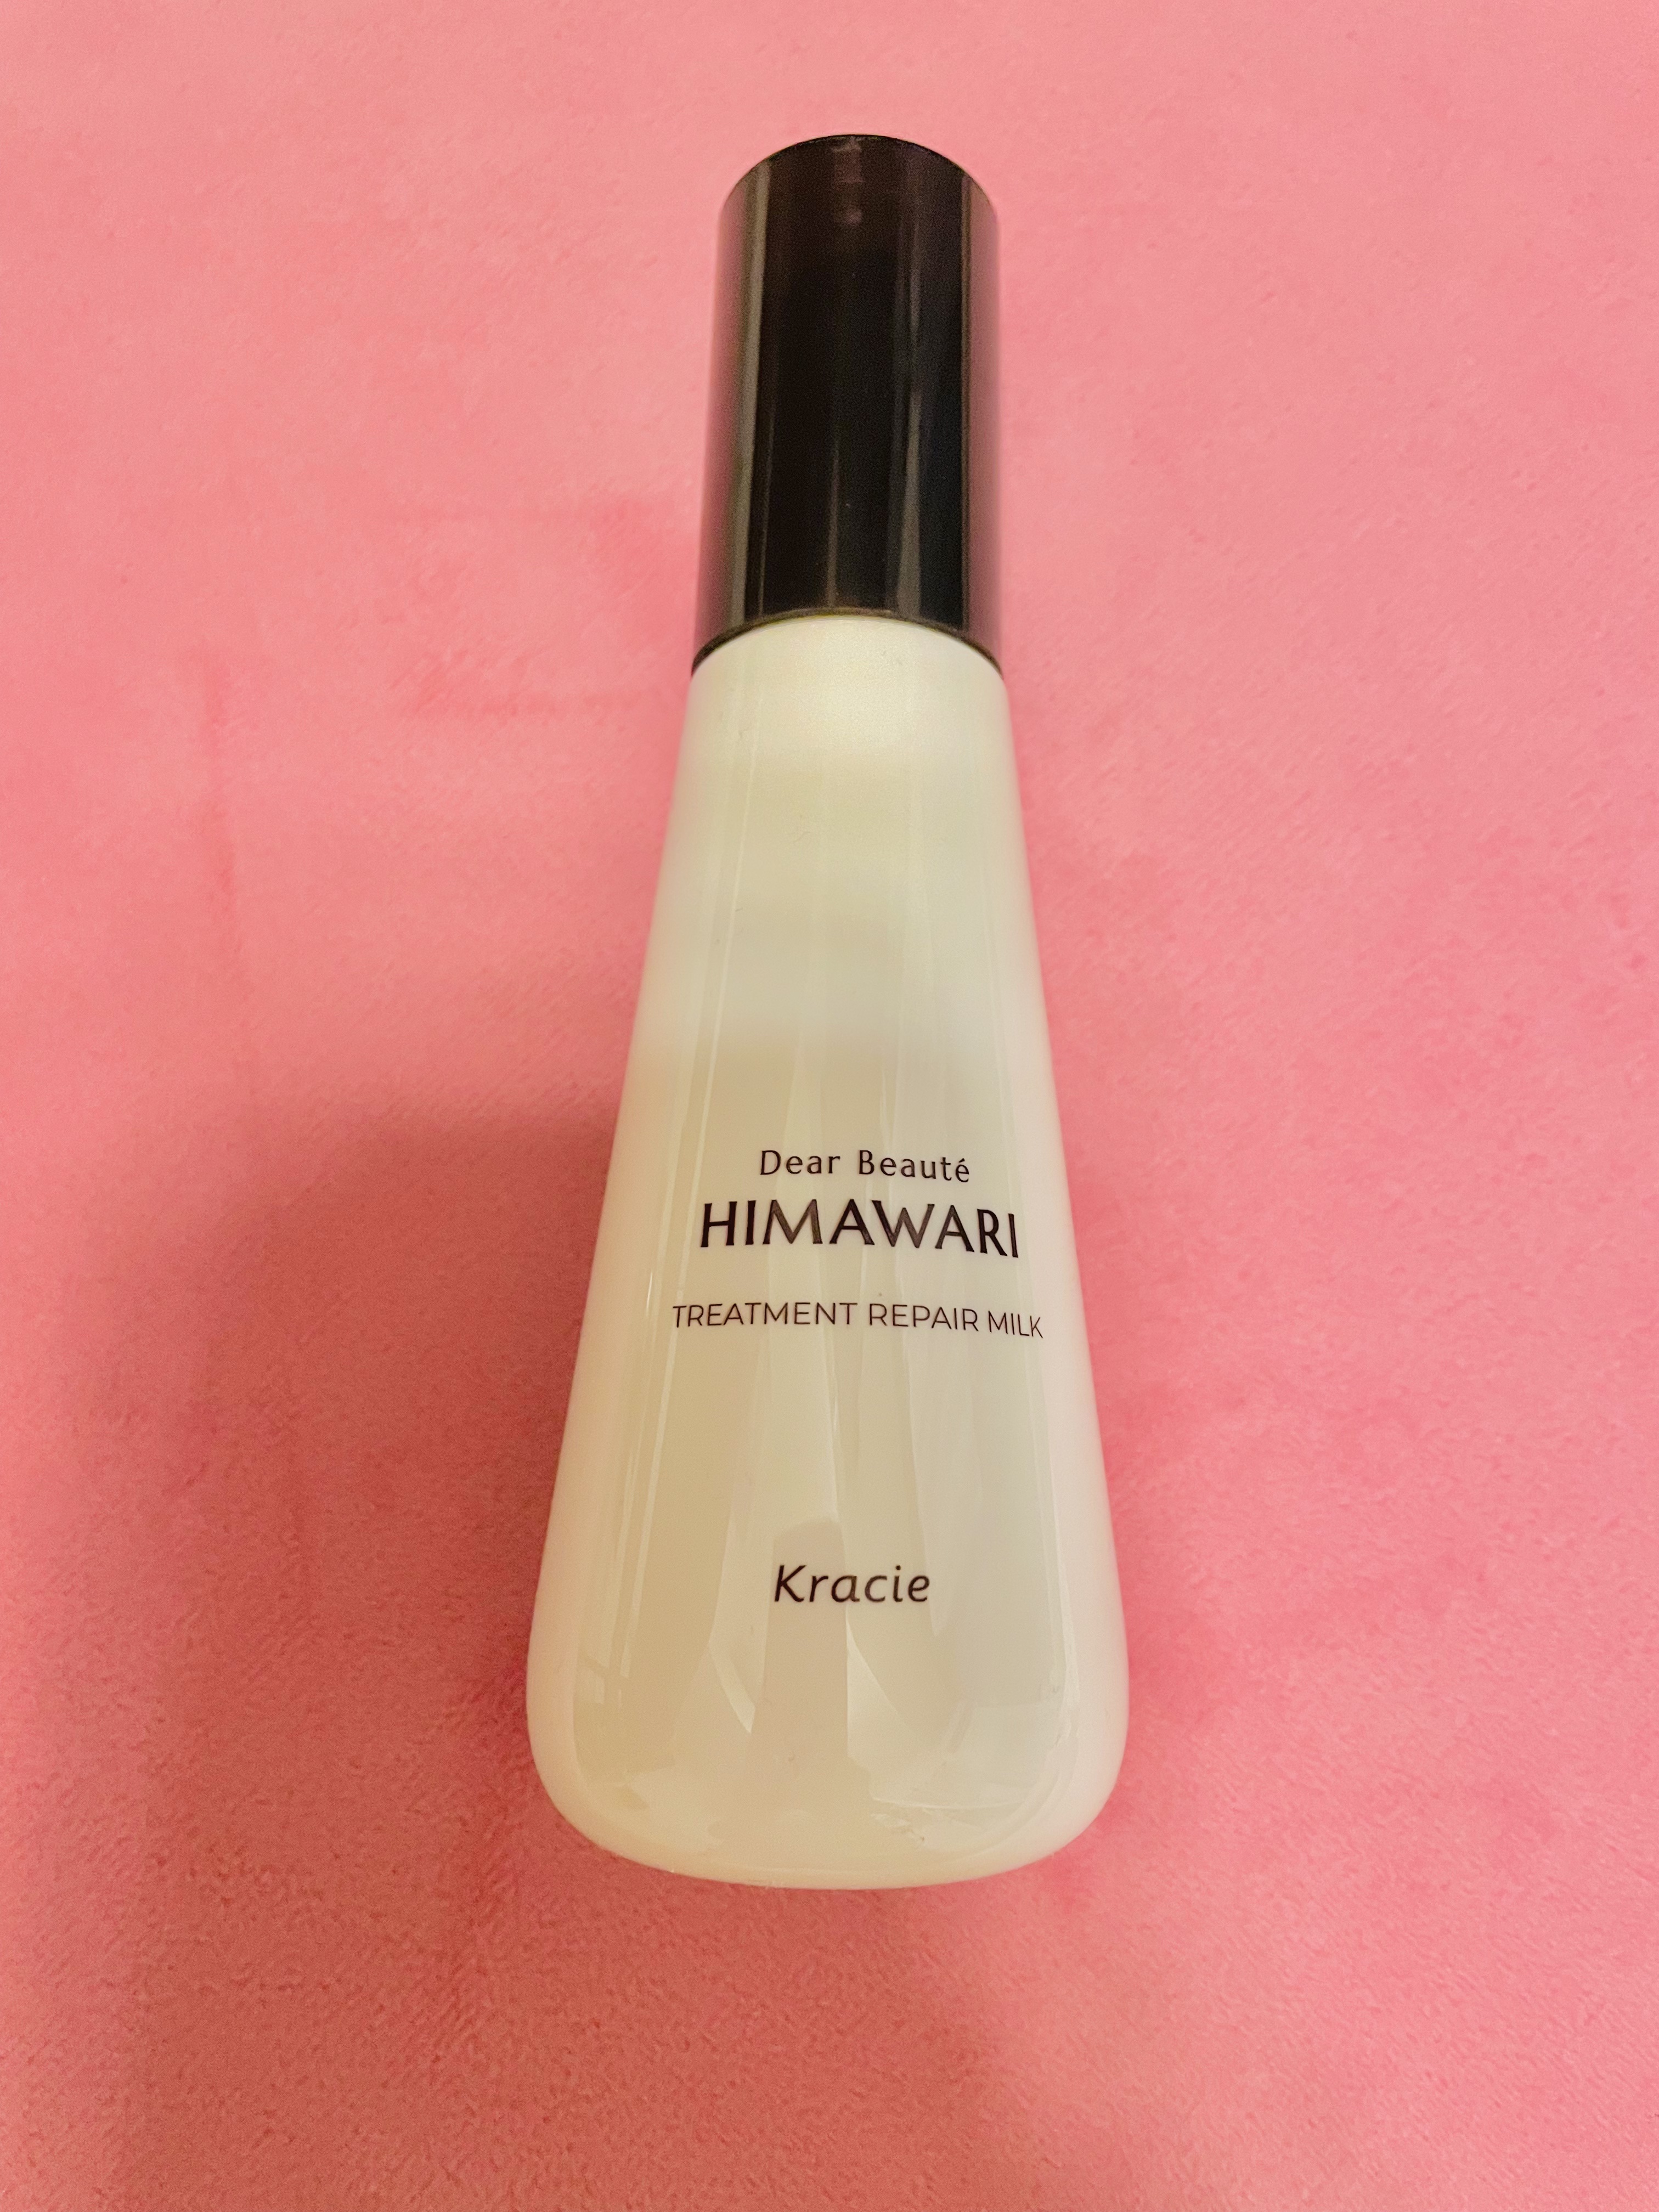 Dear Beauté
HIMAWARI
TREATMENT REPAIR MILK
Kracie